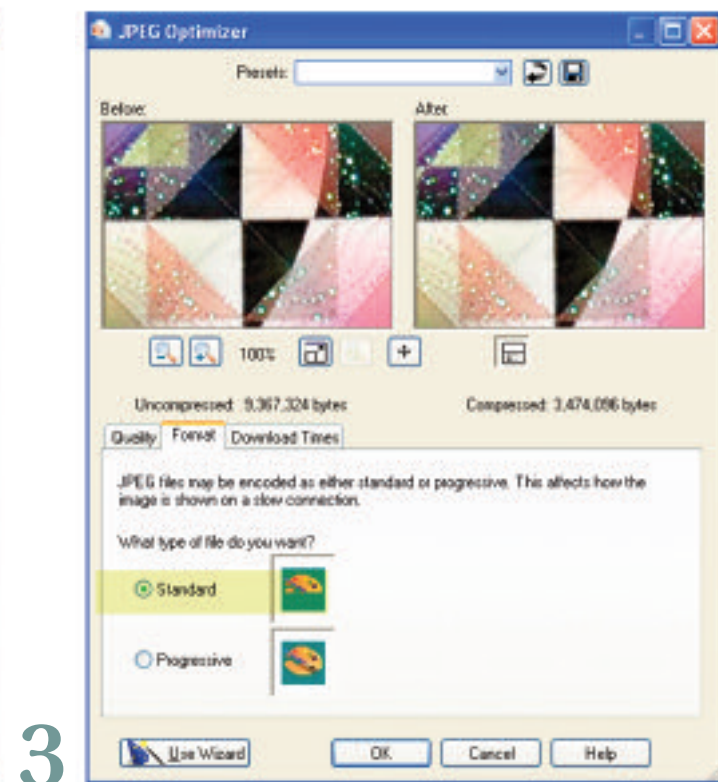 JPEG Optimizer
Presets:
Before:
After:
100%
Uncompressed: 9,367,324 bytes
Compressed: 3,474,096 bytes
Quality Format Download Times
JPEG files may be encoded as either standard or progressive. This affects how the
image is shown on a slow connection.
What type of file do you want?
Standard
Progressive
3
Use Wizard OK Cancel Help